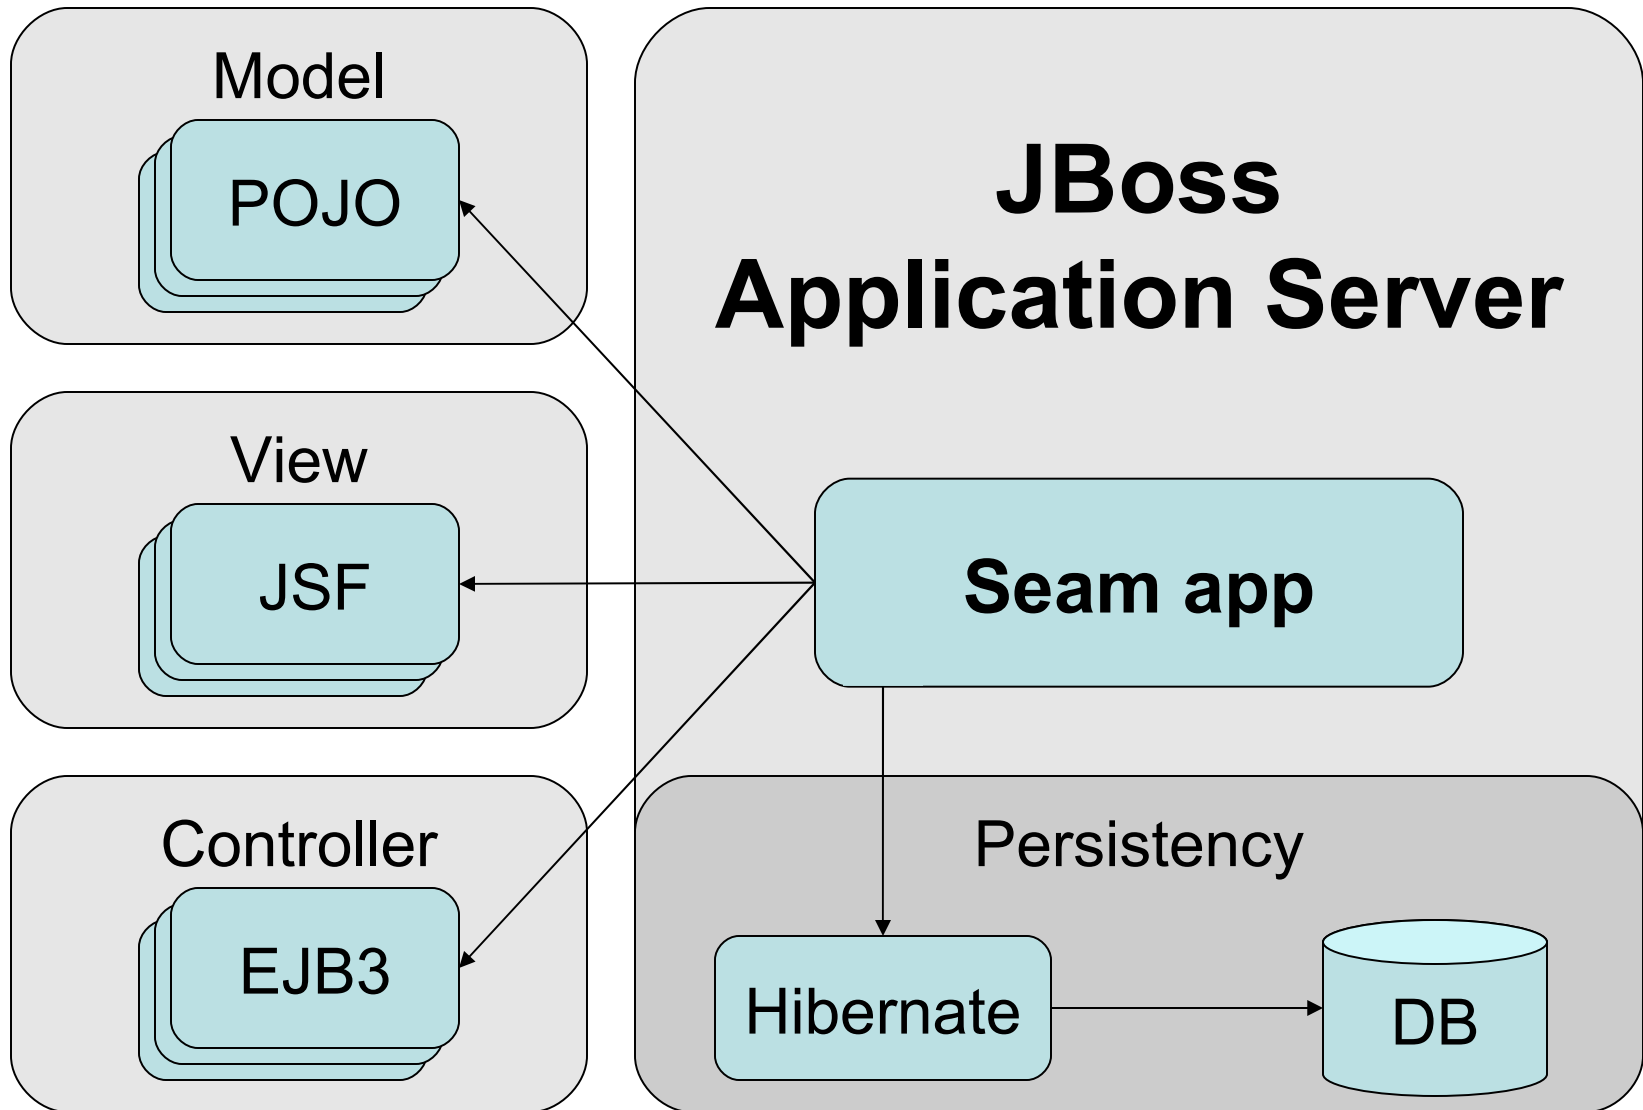 Model
POJO
View
JSF
Controller
EJB3
JBoss
Application Server
Seam app
Persistency
Hibernate
DB